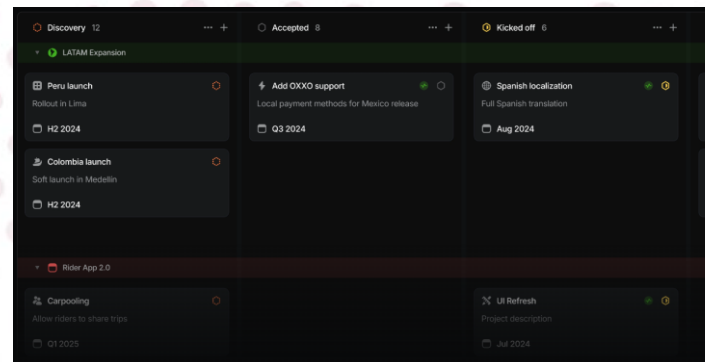 Discovery 12
Accepted 8
Kicked off 6
LATAM Expansion
Peru launch
Rollout in Lima
H2 2024
Add OXXO support
Local payment methods for Mexico release
Q3 2024
Spanish localization
Full Spanish translation
Aug 2024
Colombia launch
Soft launch in Medellin
H2 2024
Rider App 2.0
Carpooling
Allow riders to share trips
Q1 2025
UI Refresh
Project description
Jul 2024